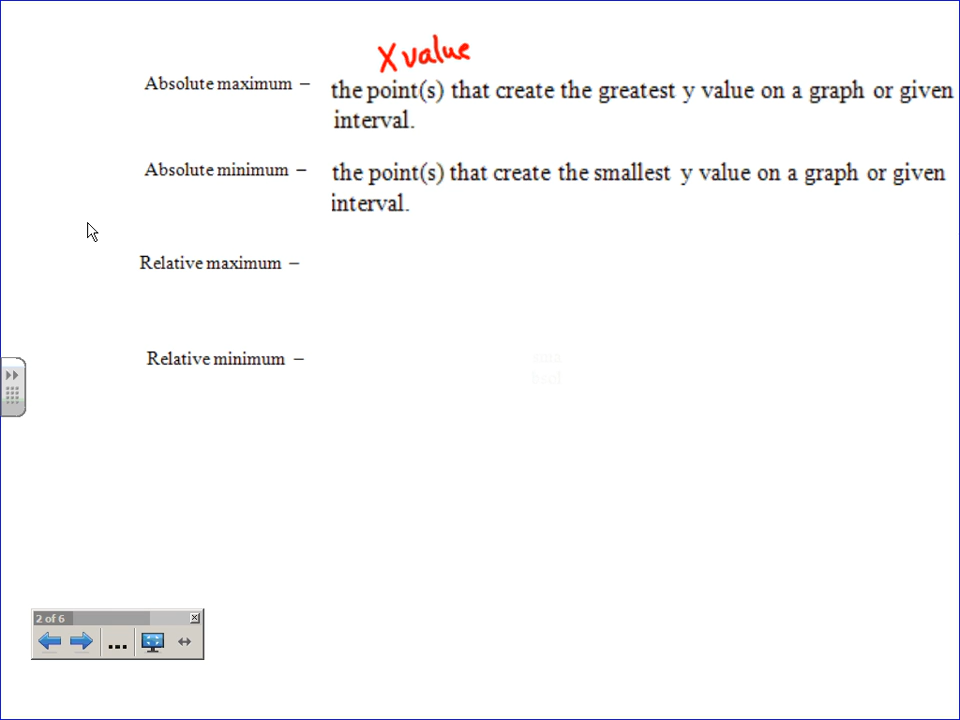 X value
Absolute maximum – the point(s) that create the greatest y value on a graph or given
interval.
Absolute minimum – the point(s) that create the smallest y value on a graph or given
interval.
Relative maximum –
Relative minimum –
2 of 6
...